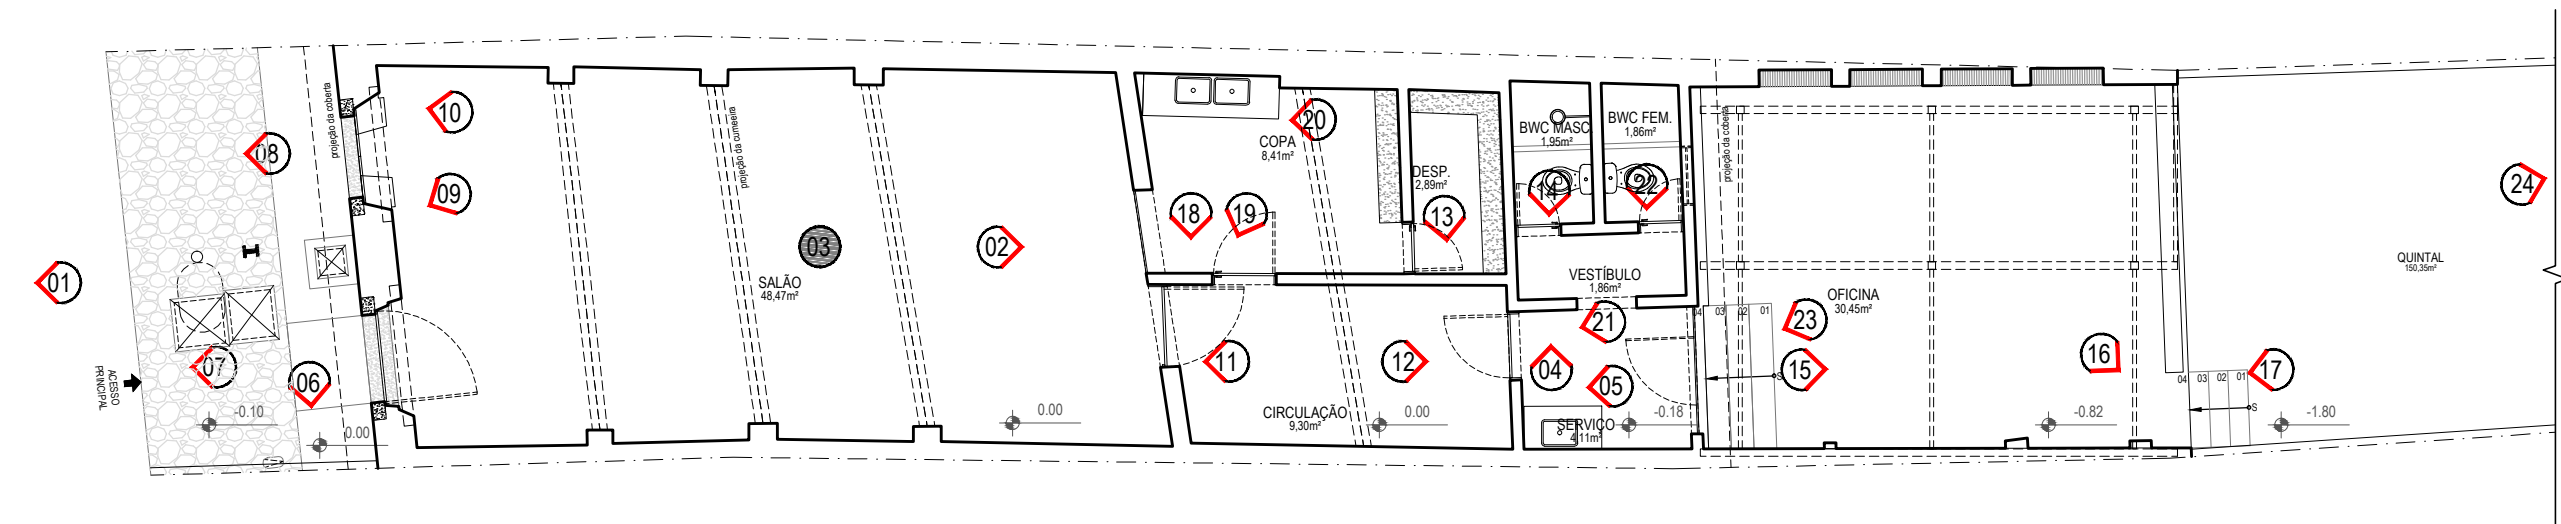 01
ACESSO
PRINCIPAL
08
07
06
-0.10
0.00
projeção da coberta
10
09
projeção da cumeeira
03
SALÃO
48,47m²
02
0.00
COPA
8,41m²
20
18
19
DESP.
2,89m²
13
11
12
CIRCULAÇÃO
9,30m²
0.00
BWC MASC.
1,95m²
14
BWC FEM.
1,86m²
22
VESTÍBULO
1,86m²
21
04
05
SERVIÇO
4,11m²
-0.18
projeção da coberta
04 03 02 01
S
OFICINA
30,45m²
23
15
16
-0.82
04 03 02 01
S
17
-1.80
24
QUINTAL
150,35m²